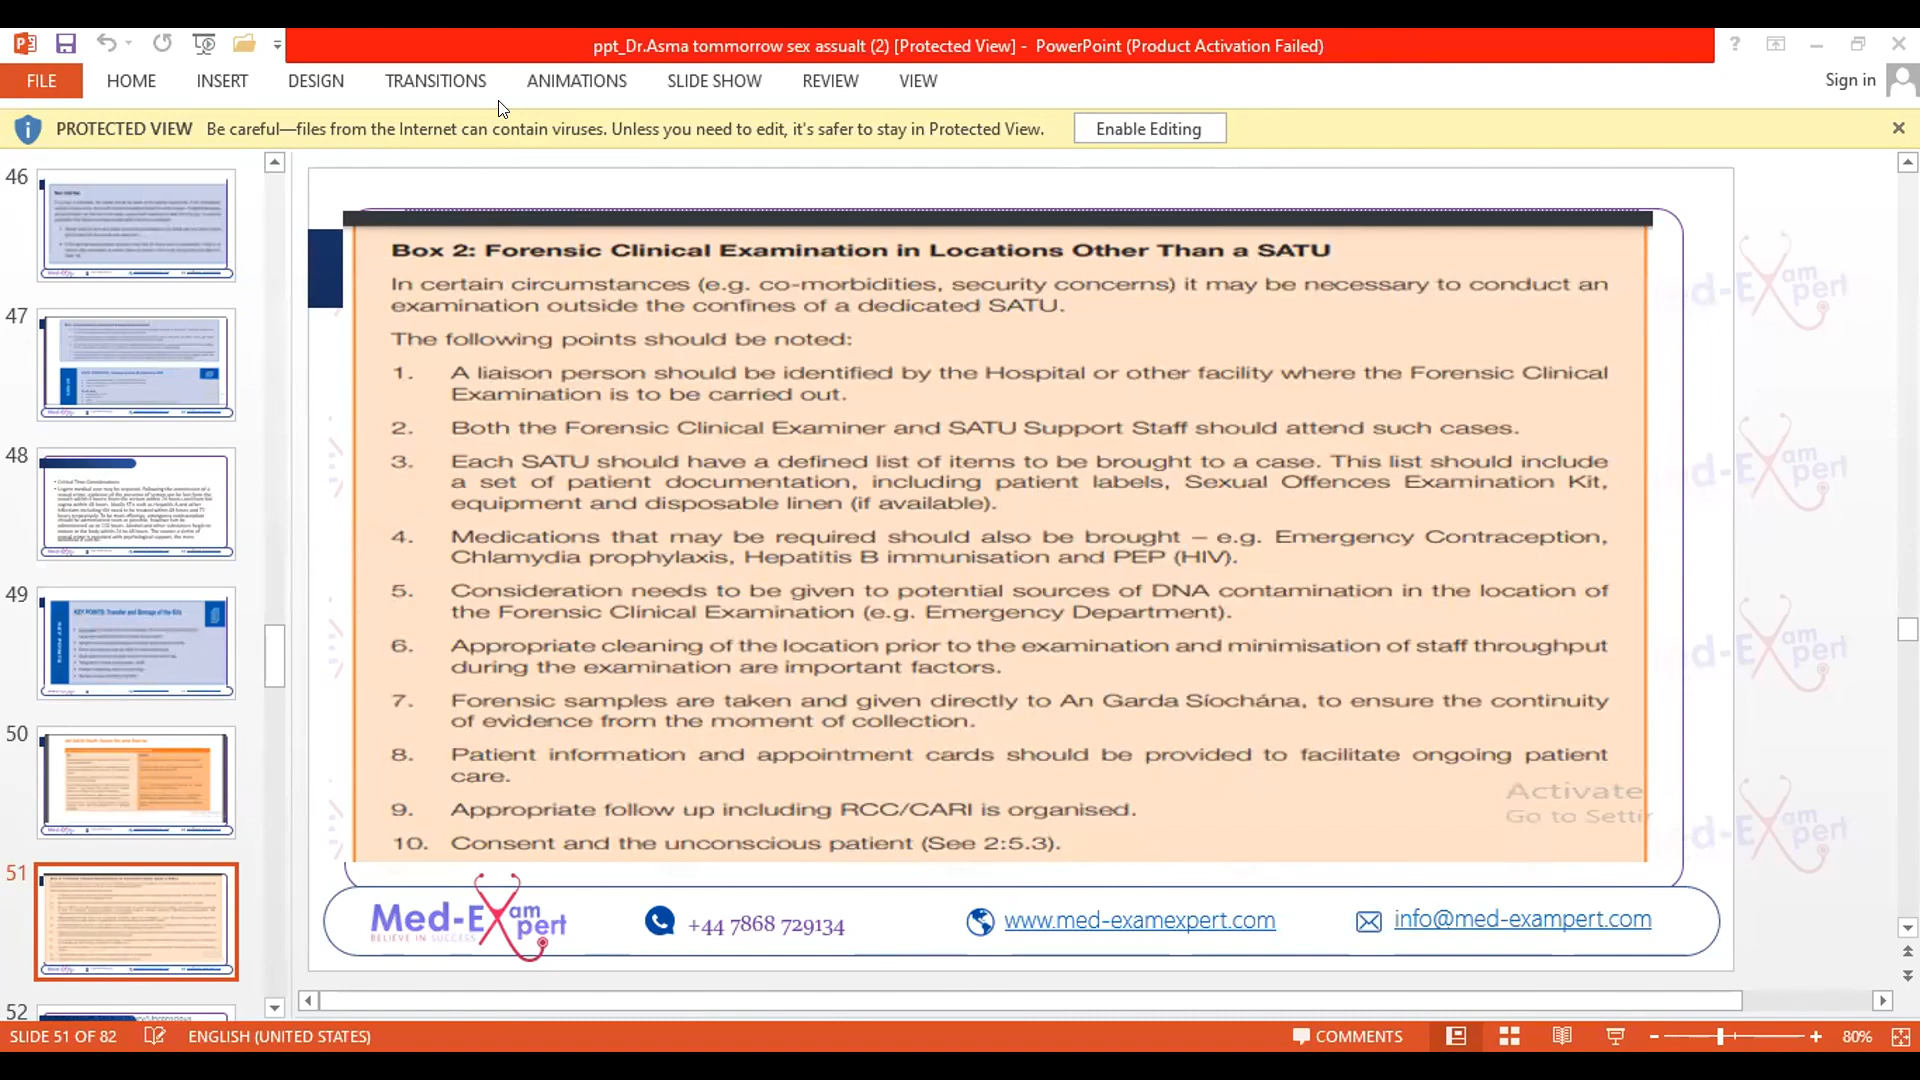 ppt_Dr.Asma tommorrow sex assualt (2) [Protected View] - PowerPoint (Product Activation Failed)
FILE HOME INSERT DESIGN TRANSITIONS ANIMATIONS SLIDE SHOW REVIEW VIEW Sign in
PROTECTED VIEW Be careful—files from the Internet can contain viruses. Unless you need to edit, it's safer to stay in Protected View. Enable Editing
46
47
48
49
50
51
52
Box 2: Forensic Clinical Examination in Locations Other Than a SATU
In certain circumstances (e.g. co-morbidities, security concerns) it may be necessary to conduct an
examination outside the confines of a dedicated SATU.
The following points should be noted:
1. A liaison person should be identified by the Hospital or other facility where the Forensic Clinical
Examination is to be carried out.
2. Both the Forensic Clinical Examiner and SATU Support Staff should attend such cases.
3. Each SATU should have a defined list of items to be brought to a case. This list should include
a set of patient documentation, including patient labels, Sexual Offences Examination Kit,
equipment and disposable linen (if available).
4. Medications that may be required should also be brought – e.g. Emergency Contraception,
Chlamydia prophylaxis, Hepatitis B immunisation and PEP (HIV).
5. Consideration needs to be given to potential sources of DNA contamination in the location of
the Forensic Clinical Examination (e.g. Emergency Department).
6. Appropriate cleaning of the location prior to the examination and minimisation of staff throughput
during the examination are important factors.
7. Forensic samples are taken and given directly to An Garda Síochána, to ensure the continuity
of evidence from the moment of collection.
8. Patient information and appointment cards should be provided to facilitate ongoing patient
care.
9. Appropriate follow up including RCC/CARI is organised.
10. Consent and the unconscious patient (See 2:5.3).
Activate
Go to Setti
Med-Exam pert
BELIEVE IN SUCCESS
+44 7868 729134
www.med-examexpert.com
info@med-exampert.com
SLIDE 51 OF 82 ENGLISH (UNITED STATES) COMMENTS 80%